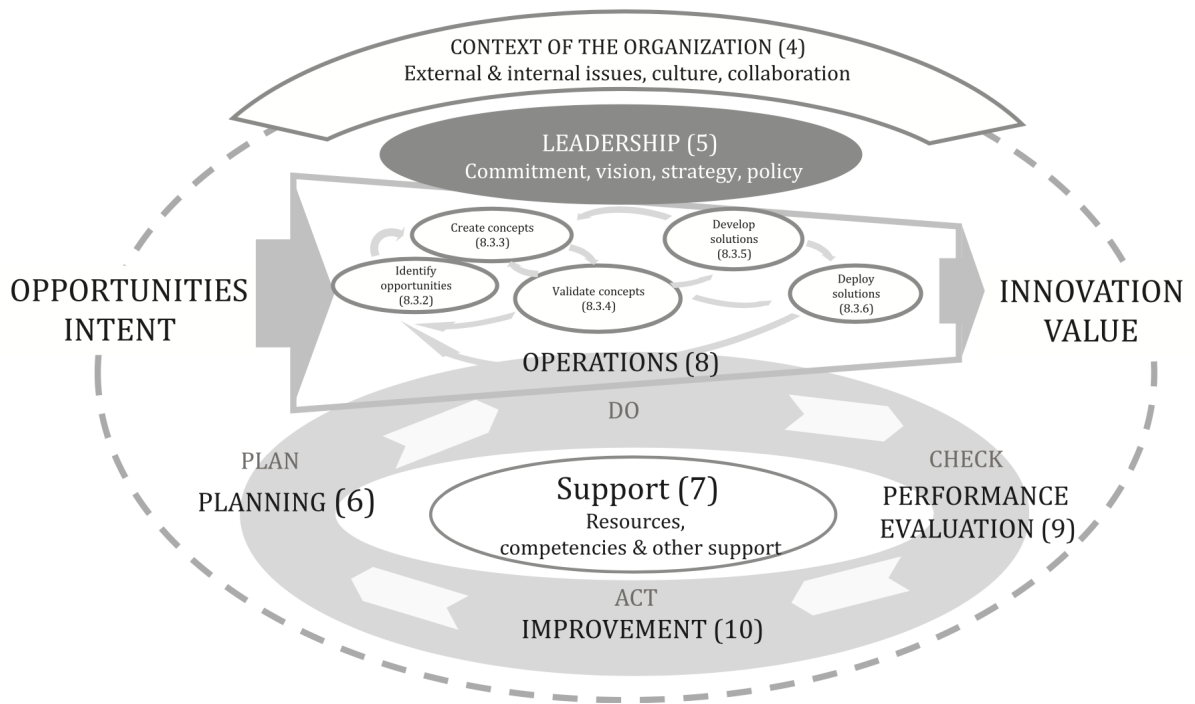 CONTEXT OF THE ORGANIZATION (4)
External & internal issues, culture, collaboration
LEADERSHIP (5)
Commitment, vision, strategy, policy
Create concepts
(8.3.3)
Develop
solutions
(8.3.5)
Identify
opportunities
(8.3.2)
Validate concepts
(8.3.4)
Deploy
solutions
(8.3.6)
OPPORTUNITIES
INTENT
INNOVATION
VALUE
OPERATIONS (8)
DO
PLAN
PLANNING (6)
CHECK
PERFORMANCE
EVALUATION (9)
Support (7)
Resources,
competencies & other support
ACT
IMPROVEMENT (10)